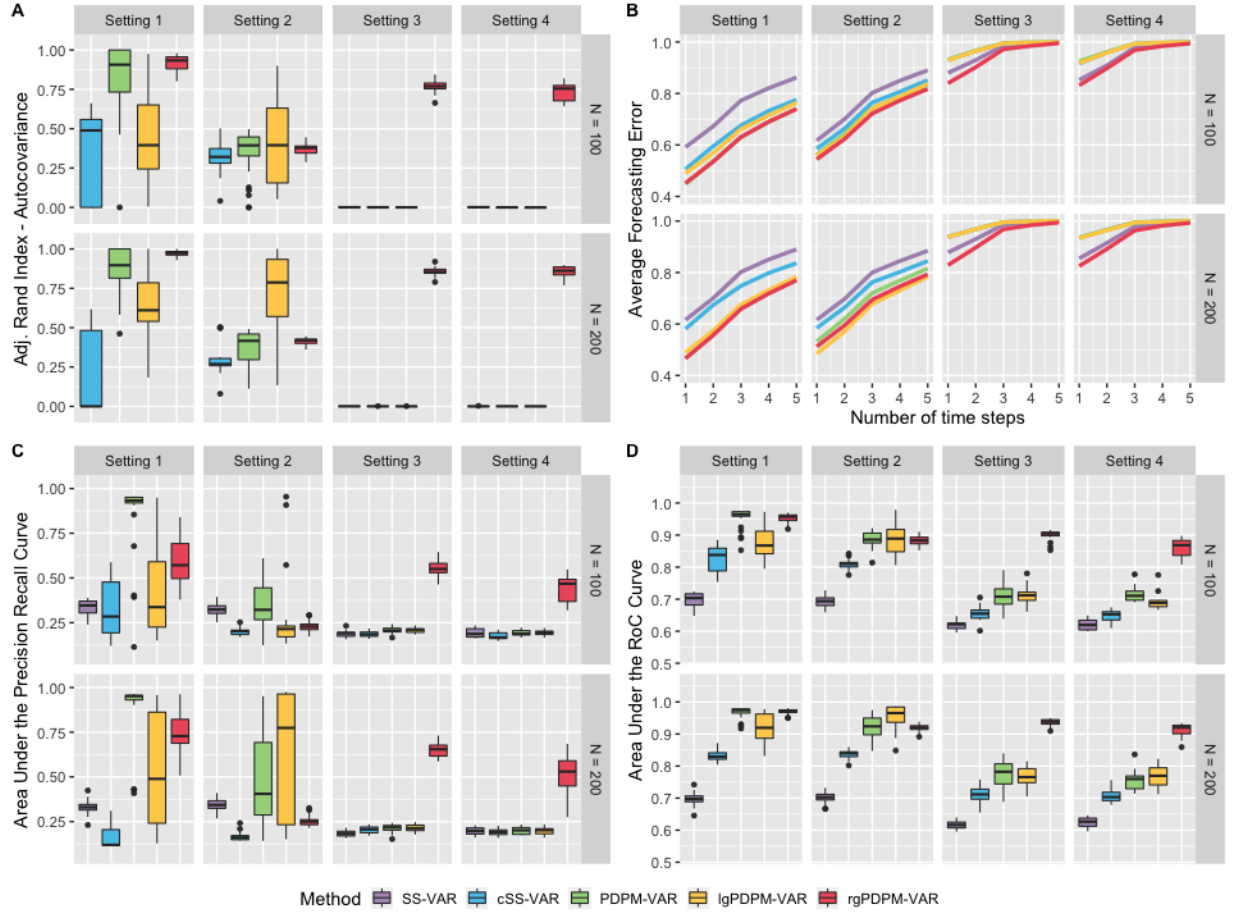 A
Setting 1 Setting 2 Setting 3 Setting 4
Adj. Rand Index - Autocovariance
1.00
0.75
0.50
0.25
0.00
N = 100
1.00
0.75
0.50
0.25
0.00
N = 200
B
Setting 1 Setting 2 Setting 3 Setting 4
Average Forecasting Error
1.0
0.8
0.6
0.4
N = 100
1.0
0.8
0.6
0.4
N = 200
1 2 3 4 5 1 2 3 4 5 1 2 3 4 5 1 2 3 4 5
Number of time steps
C
Setting 1 Setting 2 Setting 3 Setting 4
Area Under the Precision Recall Curve
1.00
0.75
0.50
0.25
N = 100
1.00
0.75
0.50
0.25
N = 200
D
Setting 1 Setting 2 Setting 3 Setting 4
Area Under the RoC Curve
1.0
0.9
0.8
0.7
0.6
0.5
N = 100
1.0
0.9
0.8
0.7
0.6
0.5
N = 200
Method SS-VAR cSS-VAR PDPM-VAR lgPDPM-VAR rgPDPM-VAR